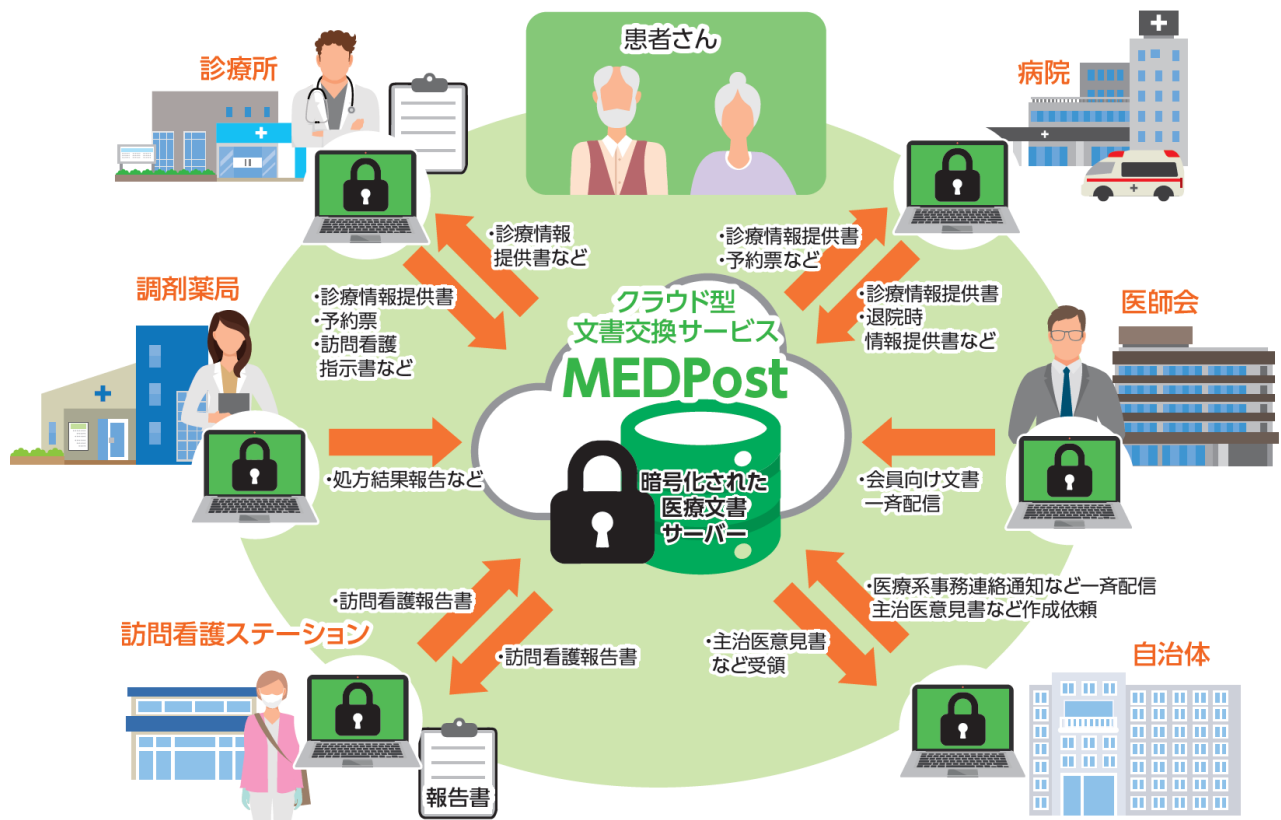 患者さん
診療所
病院
・診療情報
提供書など
・診療情報提供書
・予約票など
調剤薬局
・診療情報提供書
・予約票
・訪問看護
指示書など
クラウド型
文書交換サービス
MEDPost
・診療情報提供書
・退院時
情報提供書など
医師会
・処方結果報告など
暗号化された
医療文書
サーバー
・会員向け文書
一斉配信
・訪問看護報告書
・医療系事務連絡通知など一斉配信
主治医意見書など作成依頼
訪問看護ステーション
・訪問看護報告書
・主治医意見書
など受領
自治体
報告書